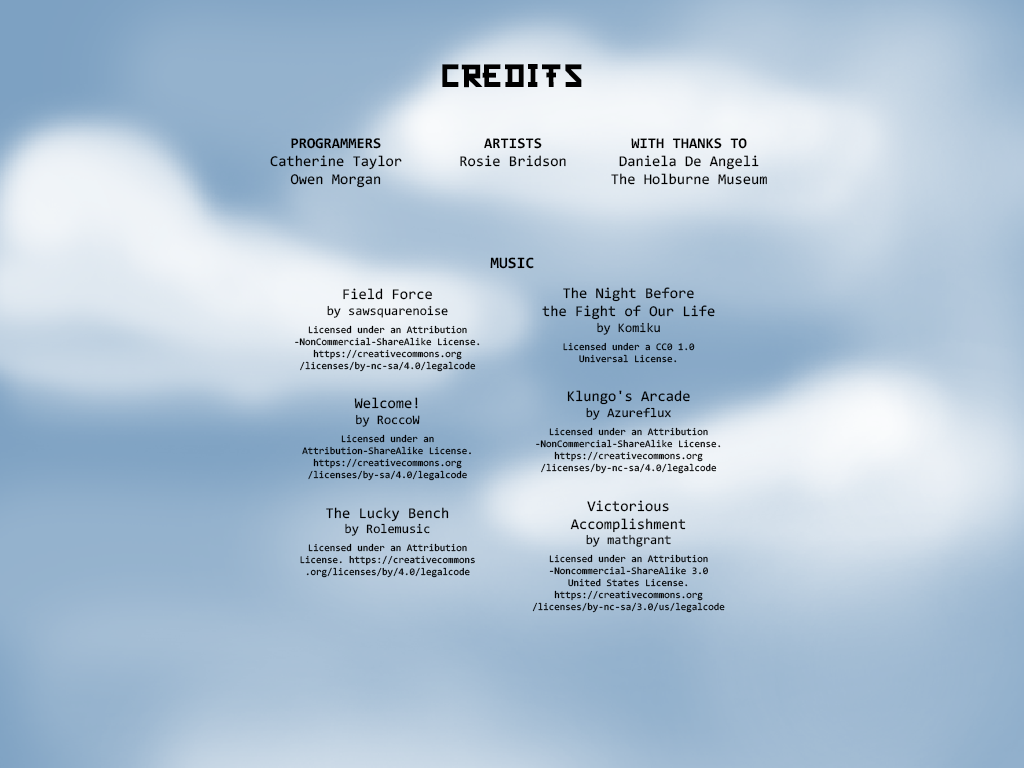 CREDITS
PROGRAMMERS
Catherine Taylor
Owen Morgan
ARTISTS
Rosie Bridson
WITH THANKS TO
Daniela De Angeli
The Holburne Museum
MUSIC
Field Force
by sawsquarenoise
Licensed under an Attribution
-NonCommercial-ShareAlike License.
https://creativecommons.org
/licenses/by-nc-sa/4.0/legalcode
Welcome!
by RoccoW
Licensed under an
Attribution-ShareAlike License.
https://creativecommons.org
/licenses/by-sa/4.0/legalcode
The Lucky Bench
by Rolemusic
Licensed under an Attribution
License. https://creativecommons
.org/licenses/by/4.0/legalcode
The Night Before
the Fight of Our Life
by Komiku
Licensed under a CC0 1.0
Universal License.
Klungo's Arcade
by Azureflux
Licensed under an Attribution
-NonCommercial-ShareAlike License.
https://creativecommons.org
/licenses/by-nc-sa/4.0/legalcode
Victorious
Accomplishment
by mathgrant
Licensed under an Attribution
-Noncommercial-ShareAlike 3.0
United States License.
https://creativecommons.org
/licenses/by-nc-sa/3.0/us/legalcode